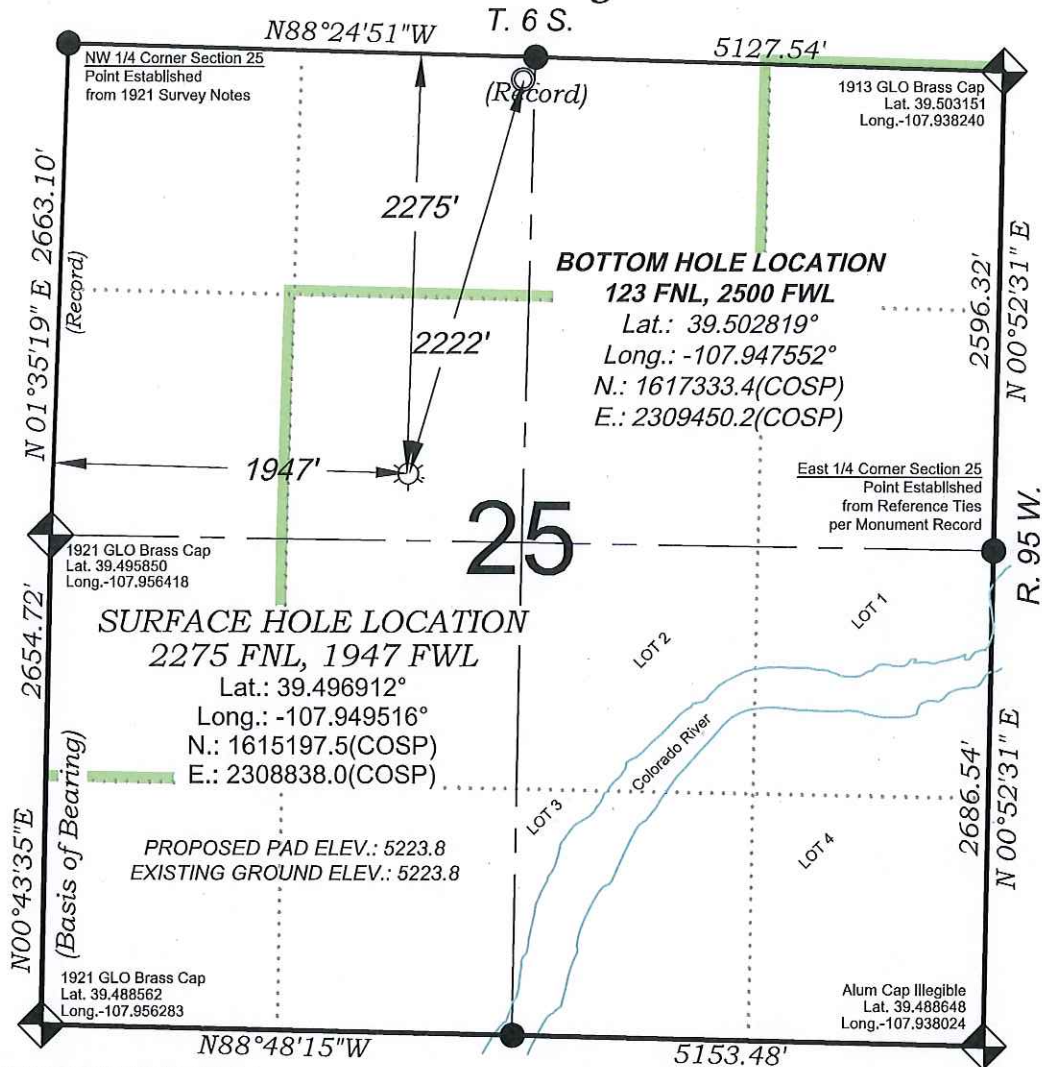 T. 6 S.
N88°24'51"W
5127.54'
NW 1/4 Corner Section 25
Point Established
from 1921 Survey Notes
(Record)
1913 GLO Brass Cap
Lat. 39.503151
Long.-107.938240
N 01°35'19" E 2663.10'
(Record)
2275'
2222'
1947'
BOTTOM HOLE LOCATION
123 FNL, 2500 FWL
Lat.: 39.502819°
Long.: -107.947552°
N.: 1617333.4(COSP)
E.: 2309450.2(COSP)
2596.32'
N 00°52'31" E
East 1/4 Corner Section 25
Point Established
from Reference Ties
per Monument Record
R. 95 W.
25
1921 GLO Brass Cap
Lat. 39.495850
Long.-107.956418
SURFACE HOLE LOCATION
2275 FNL, 1947 FWL
Lat.: 39.496912°
Long.: -107.949516°
N.: 1615197.5(COSP)
E.: 2308838.0(COSP)
LOT 1
LOT 2
Colorado River
LOT 3
LOT 4
2654.72'
N00°43'35"E
(Basis of Bearing)
PROPOSED PAD ELEV.: 5223.8
EXISTING GROUND ELEV.: 5223.8
2686.54'
N 00°52'31" E
1921 GLO Brass Cap
Lat. 39.488562
Long.-107.956283
Alum Cap Illegible
Lat. 39.488648
Long.-107.938024
N88°48'15"W
5153.48'